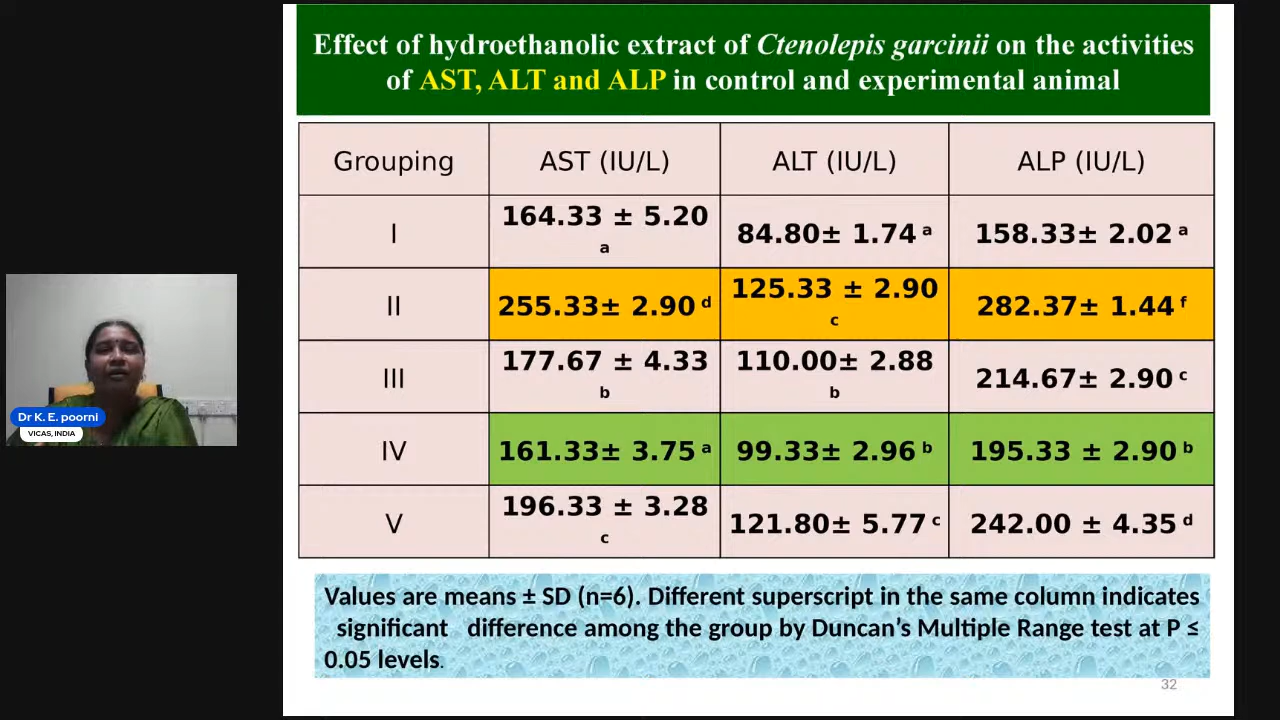 Effect of hydroethanolic extract of Ctenolepis garcinii on the activities
of AST, ALT and ALP in control and experimental animal
Grouping AST (IU/L) ALT (IU/L) ALP (IU/L)
I 164.33 ± 5.20 a 84.80± 1.74 a 158.33± 2.02 a
II 255.33± 2.90 d 125.33 ± 2.90 c 282.37± 1.44 f
III 177.67 ± 4.33 b 110.00± 2.88 b 214.67± 2.90 c
IV 161.33± 3.75 a 99.33± 2.96 b 195.33 ± 2.90 b
V 196.33 ± 3.28 c 121.80± 5.77 c 242.00 ± 4.35 d
Values are means ± SD (n=6). Different superscript in the same column indicates
significant difference among the group by Duncan’s Multiple Range test at P ≤
0.05 levels.
32
Dr K. E. poorni
VICAS, INDIA